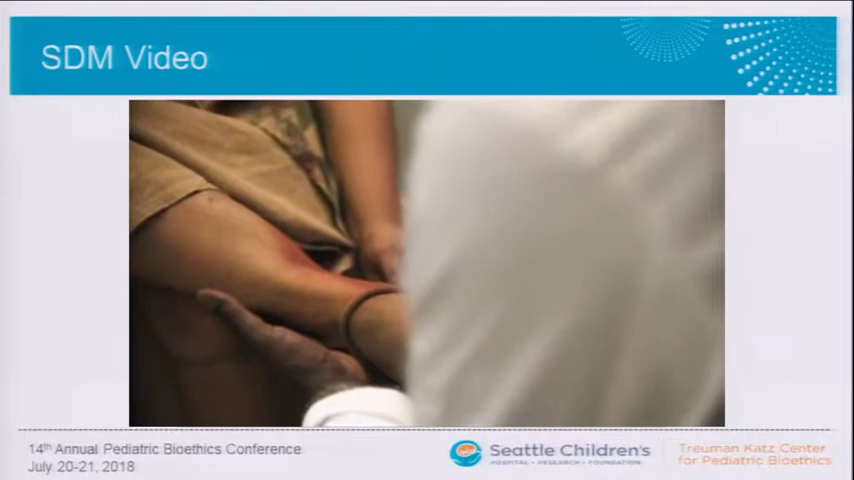 SDM Video
14th Annual Pediatric Bioethics Conference
July 20-21, 2018
Seattle Children's
HOSPITAL • RESEARCH • FOUNDATION
Treuman Katz Center
for Pediatric Bioethics